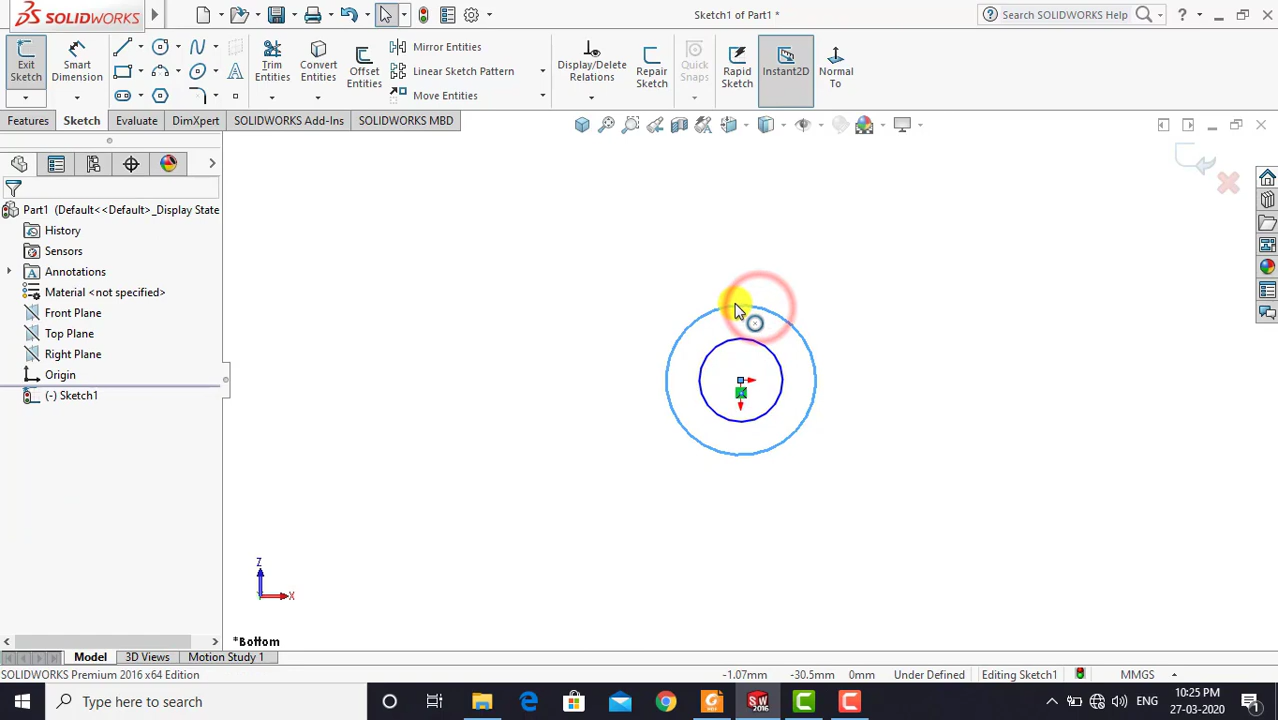 SOLIDWORKS
Sketch1 of Part1 *
Search SOLIDWORKS
?
Exit Sketch
Smart Dimension
Trim Entities
Convert Entities
Offset Entities
Mirror Entities
Linear Sketch Pattern
Move Entities
Display/Delete Relations
Repair Sketch
Quick Snaps
Rapid Sketch
Instant2D
Normal To
Features
Sketch
Evaluate
DimXpert
SOLIDWORKS Add-Ins
SOLIDWORKS MBD
Part1 (Default<<Default>_Display State
History
Sensors
Annotations
Material <not specified>
Front Plane
Top Plane
Right Plane
Origin
(-) Sketch1
Z
X
*Bottom
Model
3D Views
Motion Study 1
SOLIDWORKS Premium 2016 x64 Edition
-1.07mm
-30.5mm
0mm
Under Defined
Editing Sketch1
MMGS
Type here to search
ENG
10:25 PM
27-03-2020